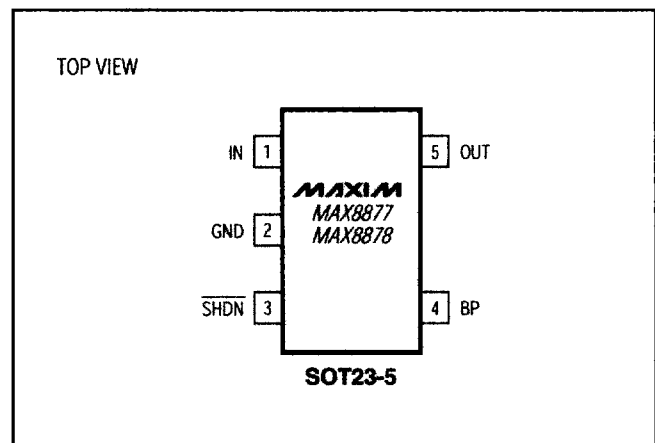 TOP VIEW
IN 1
5 OUT
MAXIM
MAX8877
MAX8878
GND 2
SHDN 3
4 BP
SOT23-5